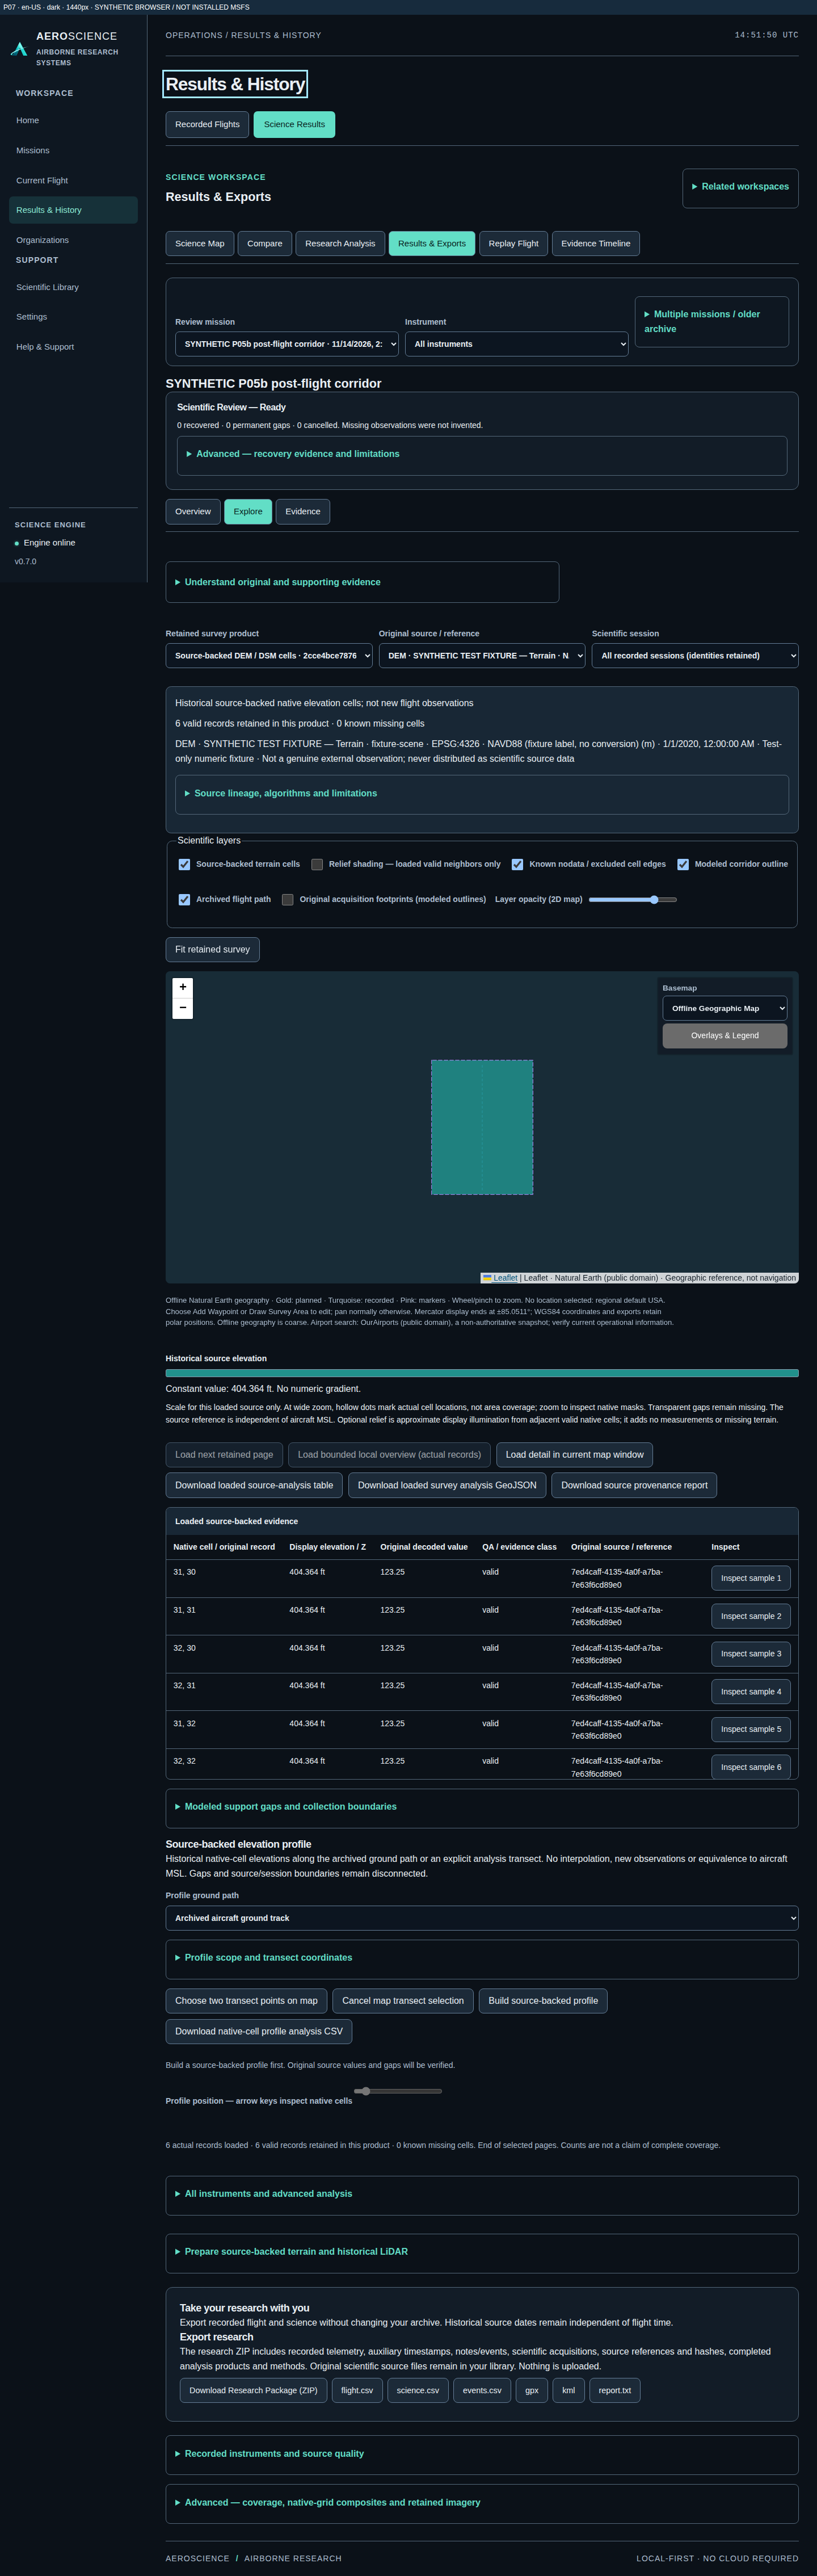 P07 · en-US · dark · 1440px · SYNTHETIC BROWSER / NOT INSTALLED MSFS
AEROSCIENCE
AIRBORNE RESEARCH
SYSTEMS
WORKSPACE
Home
Missions
Current Flight
Results & History
Organizations
SUPPORT
Scientific Library
Settings
Help & Support
SCIENCE ENGINE
Engine online
v0.7.0
OPERATIONS / RESULTS & HISTORY
14:51:50 UTC
Results & History
Recorded Flights
Science Results
SCIENCE WORKSPACE
Results & Exports
▶ Related workspaces
Science Map
Compare
Research Analysis
Results & Exports
Replay Flight
Evidence Timeline
Review mission
SYNTHETIC P05b post-flight corridor · 11/14/2026, 2:
Instrument
All instruments
▶ Multiple missions / older
archive
SYNTHETIC P05b post-flight corridor
Scientific Review — Ready
0 recovered · 0 permanent gaps · 0 cancelled. Missing observations were not invented.
▶ Advanced — recovery evidence and limitations
Overview
Explore
Evidence
▶ Understand original and supporting evidence
Retained survey product
Source-backed DEM / DSM cells · 2cce4bce7876
Original source / reference
DEM · SYNTHETIC TEST FIXTURE — Terrain · N
Scientific session
All recorded sessions (identities retained)
Historical source-backed native elevation cells; not new flight observations
6 valid records retained in this product · 0 known missing cells
DEM · SYNTHETIC TEST FIXTURE — Terrain · fixture-scene · EPSG:4326 · NAVD88 (fixture label, no conversion) (m) · 1/1/2020, 12:00:00 AM · Test-
only numeric fixture · Not a genuine external observation; never distributed as scientific source data
▶ Source lineage, algorithms and limitations
Scientific layers
Source-backed terrain cells
Relief shading — loaded valid neighbors only
Known nodata / excluded cell edges
Modeled corridor outline
Archived flight path
Original acquisition footprints (modeled outlines)
Layer opacity (2D map)
Fit retained survey
+
−
Basemap
Offline Geographic Map
Overlays & Legend
Leaflet | Leaflet · Natural Earth (public domain) · Geographic reference, not navigation
Offline Natural Earth geography · Gold: planned · Turquoise: recorded · Pink: markers · Wheel/pinch to zoom. No location selected: regional default USA.
Choose Add Waypoint or Draw Survey Area to edit; pan normally otherwise. Mercator display ends at ±85.0511°; WGS84 coordinates and exports retain
polar positions. Offline geography is coarse. Airport search: OurAirports (public domain), a non-authoritative snapshot; verify current operational information.
Historical source elevation
Constant value: 404.364 ft. No numeric gradient.
Scale for this loaded source only. At wide zoom, hollow dots mark actual cell locations, not area coverage; zoom to inspect native masks. Transparent gaps remain missing. The
source reference is independent of aircraft MSL. Optional relief is approximate display illumination from adjacent valid native cells; it adds no measurements or missing terrain.
Load next retained page
Load bounded local overview (actual records)
Load detail in current map window
Download loaded source-analysis table
Download loaded survey analysis GeoJSON
Download source provenance report
Loaded source-backed evidence
Native cell / original record
Display elevation / Z
Original decoded value
QA / evidence class
Original source / reference
Inspect
31, 30
404.364 ft
123.25
valid
7ed4caff-4135-4a0f-a7ba-
7e63f6cd89e0
Inspect sample 1
31, 31
404.364 ft
123.25
valid
7ed4caff-4135-4a0f-a7ba-
7e63f6cd89e0
Inspect sample 2
32, 30
404.364 ft
123.25
valid
7ed4caff-4135-4a0f-a7ba-
7e63f6cd89e0
Inspect sample 3
32, 31
404.364 ft
123.25
valid
7ed4caff-4135-4a0f-a7ba-
7e63f6cd89e0
Inspect sample 4
31, 32
404.364 ft
123.25
valid
7ed4caff-4135-4a0f-a7ba-
7e63f6cd89e0
Inspect sample 5
32, 32
404.364 ft
123.25
valid
7ed4caff-4135-4a0f-a7ba-
7e63f6cd89e0
Inspect sample 6
▶ Modeled support gaps and collection boundaries
Source-backed elevation profile
Historical native-cell elevations along the archived ground path or an explicit analysis transect. No interpolation, new observations or equivalence to aircraft
MSL. Gaps and source/session boundaries remain disconnected.
Profile ground path
Archived aircraft ground track
▶ Profile scope and transect coordinates
Choose two transect points on map
Cancel map transect selection
Build source-backed profile
Download native-cell profile analysis CSV
Build a source-backed profile first. Original source values and gaps will be verified.
Profile position — arrow keys inspect native cells
6 actual records loaded · 6 valid records retained in this product · 0 known missing cells. End of selected pages. Counts are not a claim of complete coverage.
▶ All instruments and advanced analysis
▶ Prepare source-backed terrain and historical LiDAR
Take your research with you
Export recorded flight and science without changing your archive. Historical source dates remain independent of flight time.
Export research
The research ZIP includes recorded telemetry, auxiliary timestamps, notes/events, scientific acquisitions, source references and hashes, completed
analysis products and methods. Original scientific source files remain in your library. Nothing is uploaded.
Download Research Package (ZIP)
flight.csv
science.csv
events.csv
gpx
kml
report.txt
▶ Recorded instruments and source quality
▶ Advanced — coverage, native-grid composites and retained imagery
AEROSCIENCE / AIRBORNE RESEARCH
LOCAL-FIRST · NO CLOUD REQUIRED